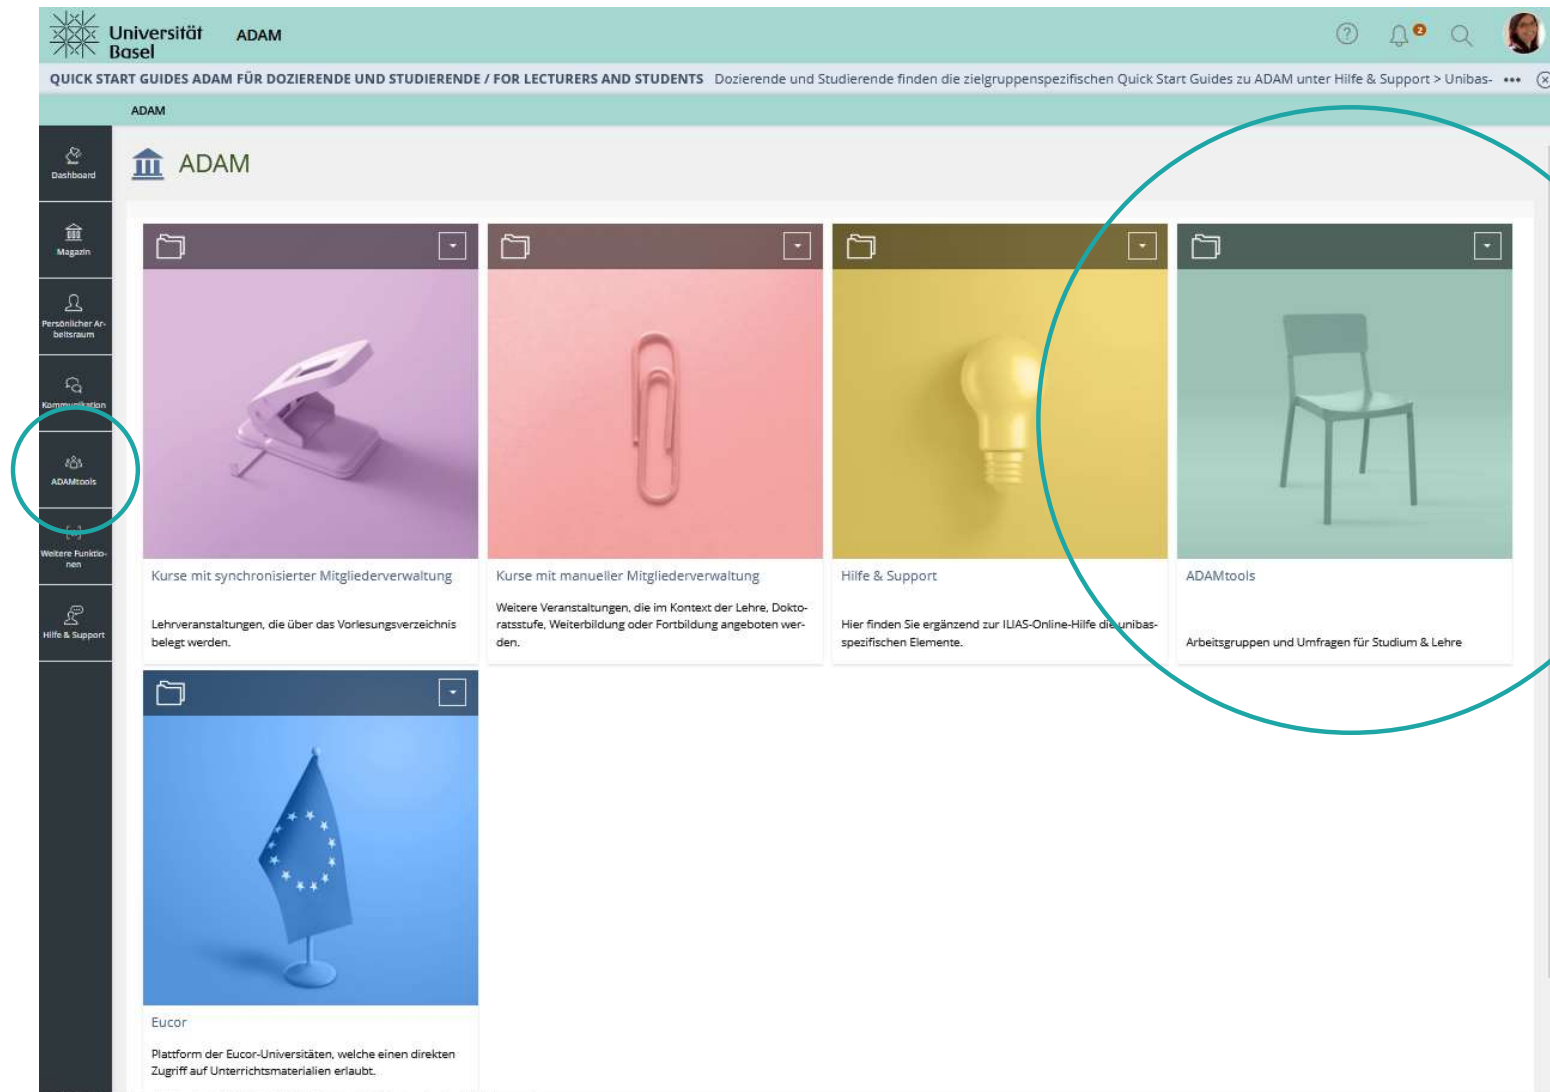 Universität
Basel
ADAM
2
QUICK START GUIDES ADAM FÜR DOZIERENDE UND STUDIERENDE / FOR LECTURERS AND STUDENTS Dozierende und Studierende finden die zielgruppenspezifischen Quick Start Guides zu ADAM unter Hilfe & Support > Unibas- •••
ADAM
ADAM
Dashboard
Magazin
Persönlicher Ar-
beitsraum
Kommunikation
ADAMtools
Weitere Funktio-
nen
Hilfe & Support
Kurse mit synchronisierter Mitgliederverwaltung
Lehrveranstaltungen, die über das Vorlesungsverzeichnis
belegt werden.
Kurse mit manueller Mitgliederverwaltung
Weitere Veranstaltungen, die im Kontext der Lehre, Dokto-
ratsstufe, Weiterbildung oder Fortbildung angeboten wer-
den.
Hilfe & Support
Hier finden Sie ergänzend zur ILIAS-Online-Hilfe die unibas-
spezifischen Elemente.
ADAMtools
Arbeitsgruppen und Umfragen für Studium & Lehre
Eucor
Plattform der Eucor-Universitäten, welche einen direkten
Zugriff auf Unterrichtsmaterialien erlaubt.